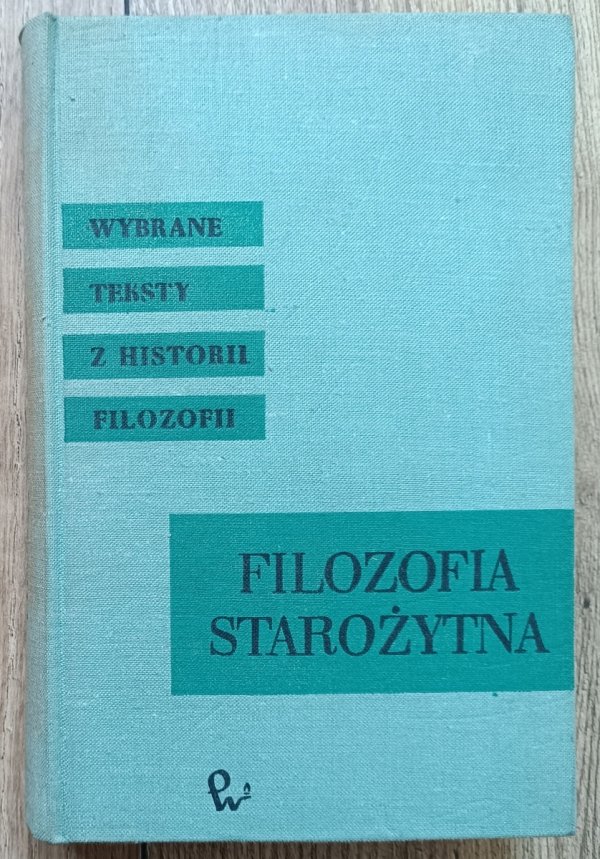 WYBRANE
TEKSTY
Z HISTORII
FILOZOFII
FILOZOFIA
STAROŻYTNA